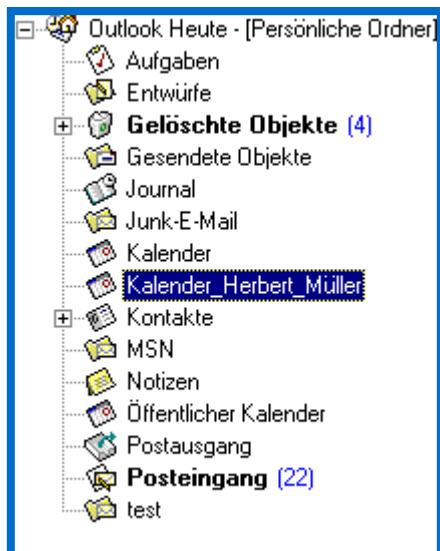 Outlook Heute - [Persönliche Ordner]
Aufgaben
Entwürfe
Gelöschte Objekte (4)
Gesendete Objekte
Journal
Junk-E-Mail
Kalender
Kalender_Herbert_Müller
Kontakte
MSN
Notizen
Öffentlicher Kalender
Postausgang
Posteingang (22)
test